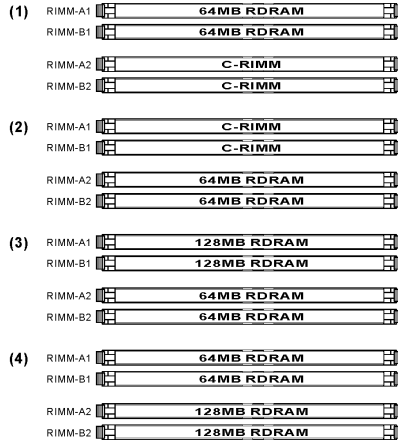 (1) RIMM-A1 64MB RDRAM
RIMM-B1 64MB RDRAM
RIMM-A2 C-RIMM
RIMM-B2 C-RIMM
(2) RIMM-A1 C-RIMM
RIMM-B1 C-RIMM
RIMM-A2 64MB RDRAM
RIMM-B2 64MB RDRAM
(3) RIMM-A1 128MB RDRAM
RIMM-B1 128MB RDRAM
RIMM-A2 64MB RDRAM
RIMM-B2 64MB RDRAM
(4) RIMM-A1 64MB RDRAM
RIMM-B1 64MB RDRAM
RIMM-A2 128MB RDRAM
RIMM-B2 128MB RDRAM